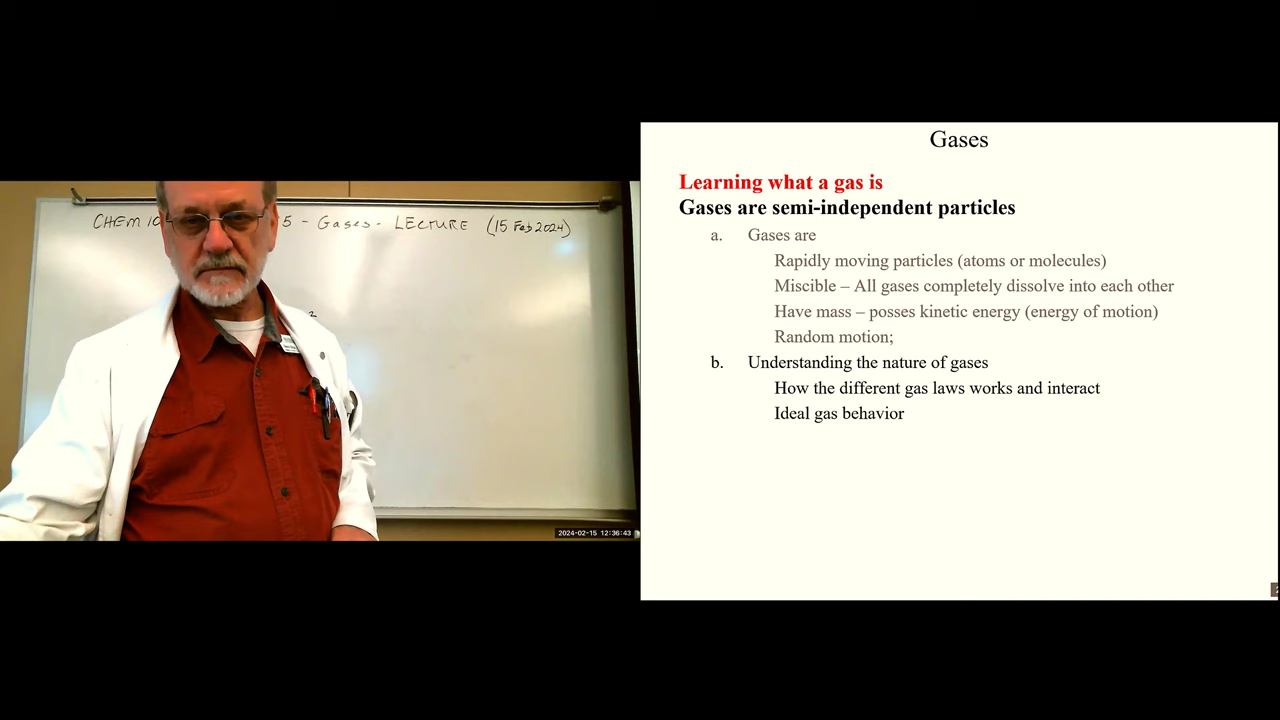 CHEM 10 5 - Gases - LECTURE (15 Feb 2024)
2
2024-02-15 12:36:43
Gases
Learning what a gas is
Gases are semi-independent particles
a. Gases are
Rapidly moving particles (atoms or molecules)
Miscible – All gases completely dissolve into each other
Have mass – posses kinetic energy (energy of motion)
Random motion;
b. Understanding the nature of gases
How the different gas laws works and interact
Ideal gas behavior